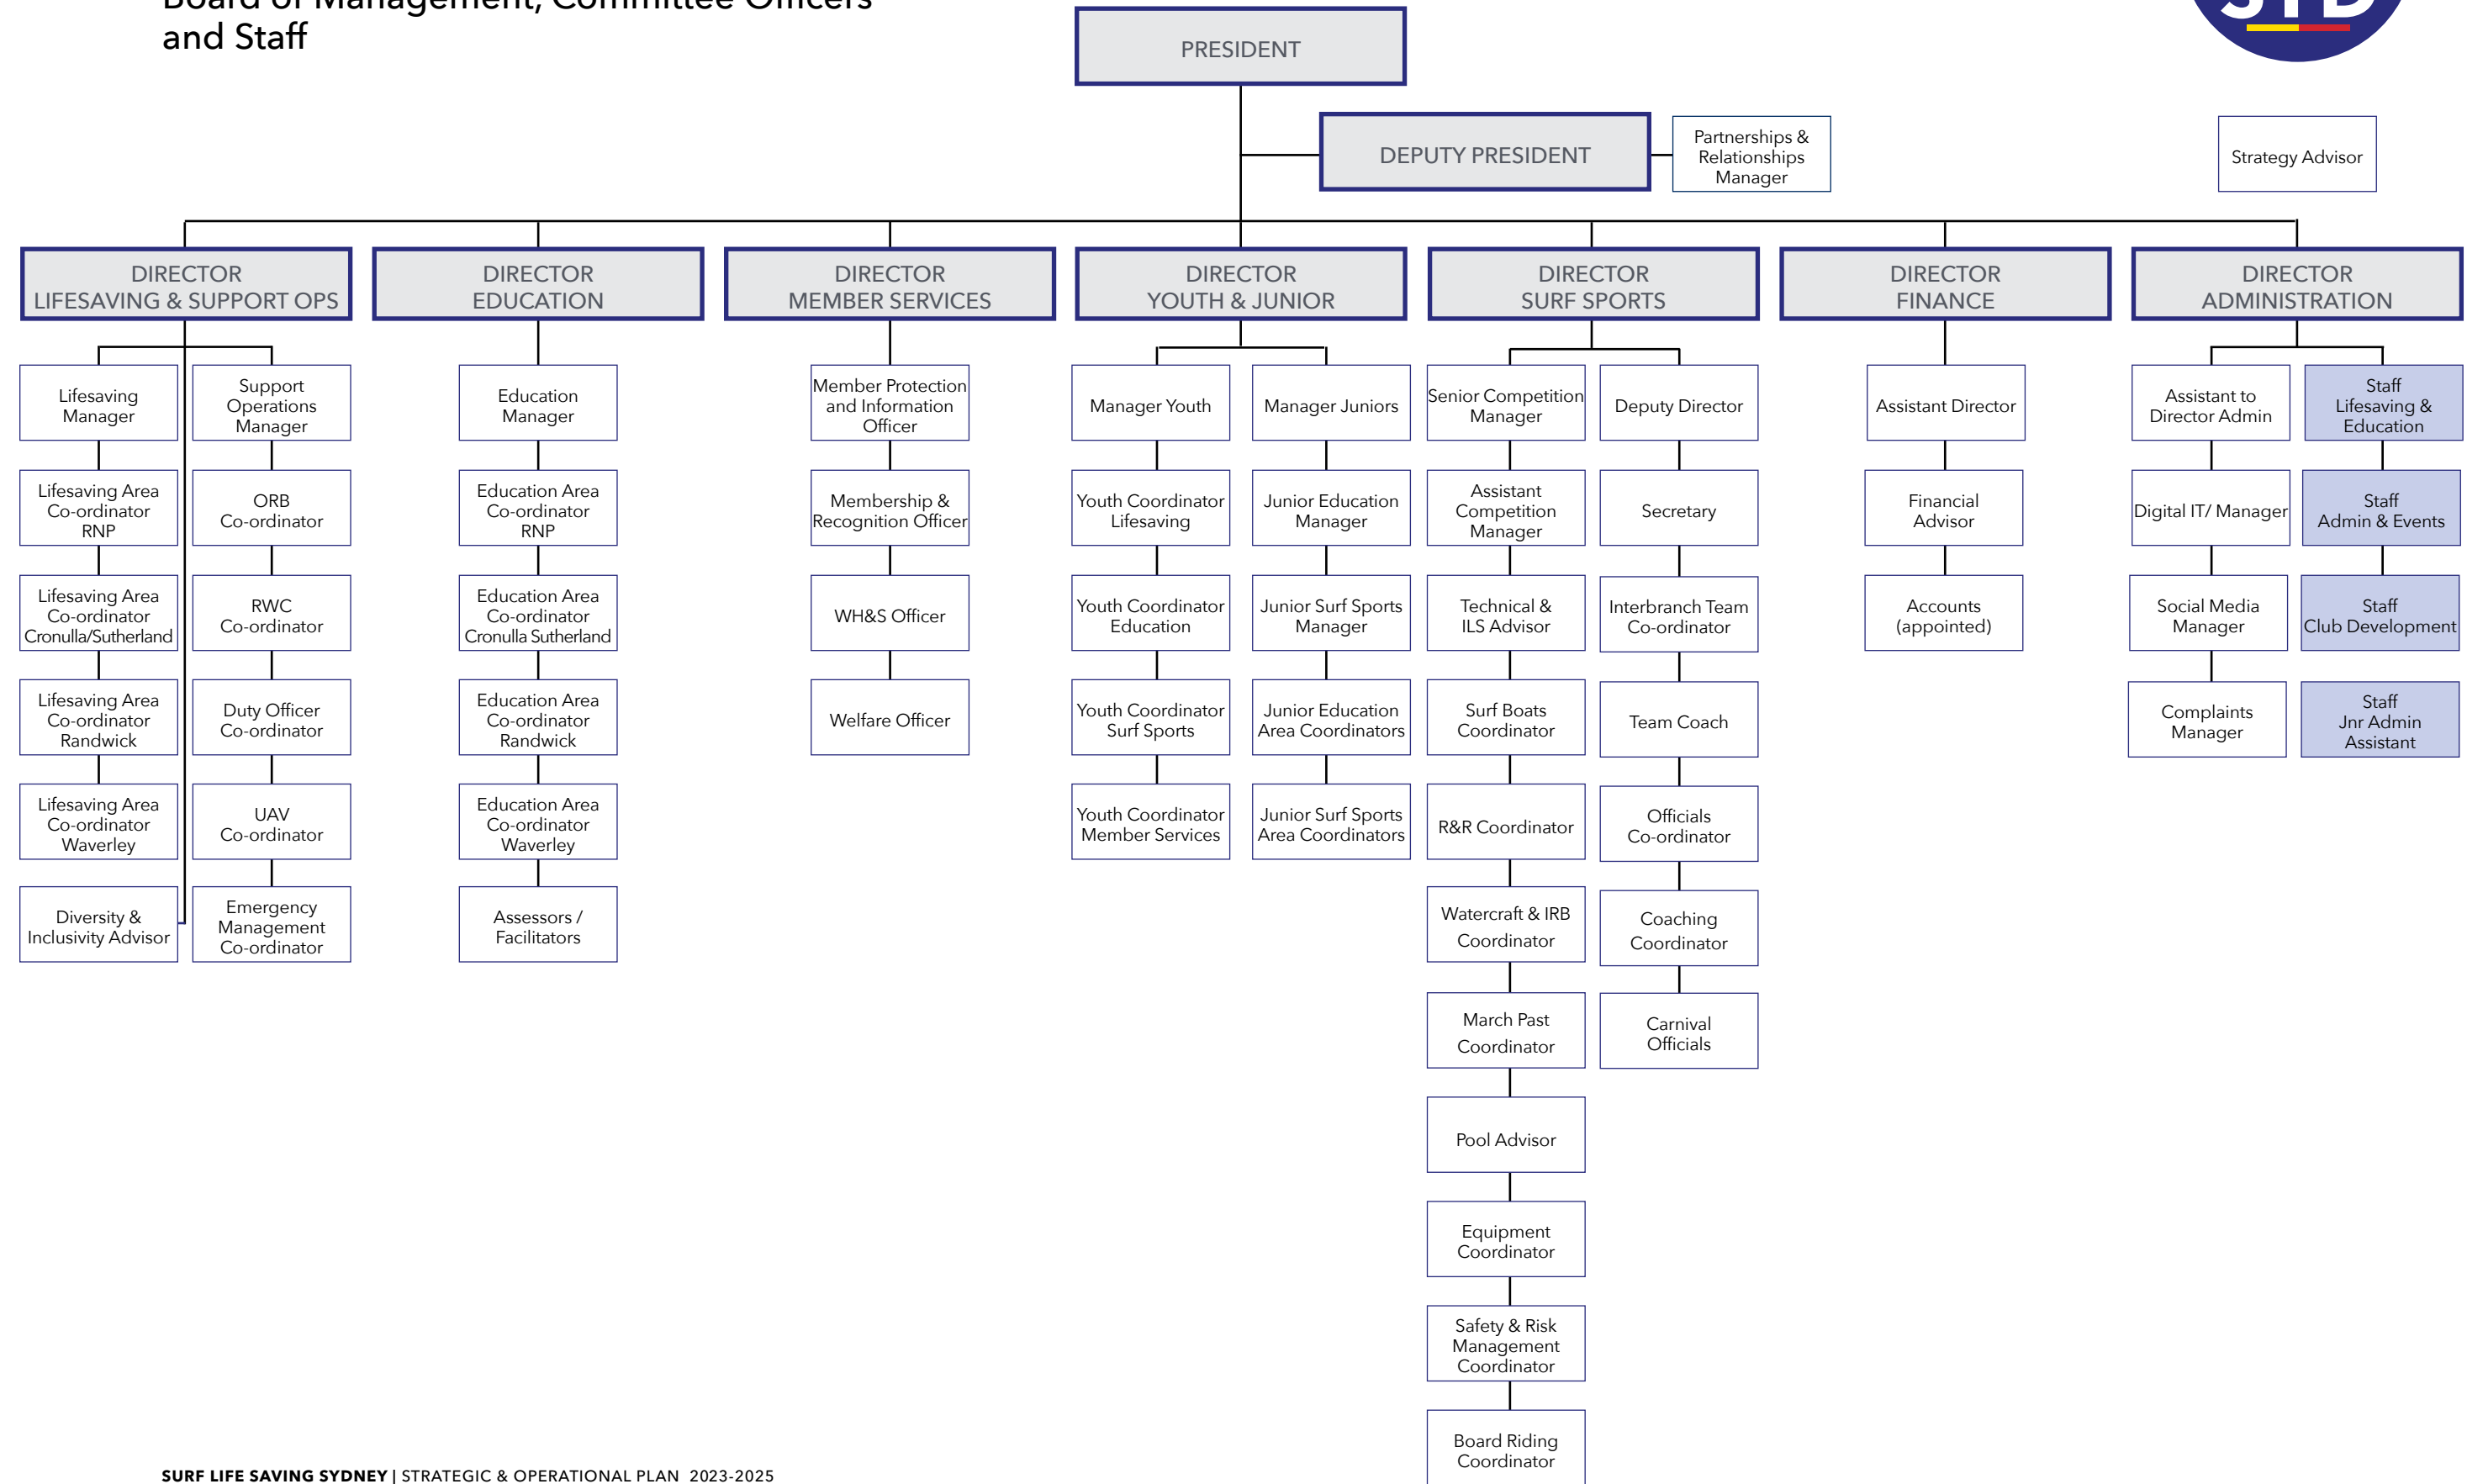 Board of Management, Committee Officers
and Staff
SYD
PRESIDENT
DEPUTY PRESIDENT
Partnerships &
Relationships
Manager
Strategy Advisor
DIRECTOR
LIFESAVING & SUPPORT OPS
DIRECTOR
EDUCATION
DIRECTOR
MEMBER SERVICES
DIRECTOR
YOUTH & JUNIOR
DIRECTOR
SURF SPORTS
DIRECTOR
FINANCE
DIRECTOR
ADMINISTRATION
Lifesaving
Manager
Lifesaving Area
Co-ordinator
RNP
Lifesaving Area
Co-ordinator
Cronulla/Sutherland
Lifesaving Area
Co-ordinator
Randwick
Lifesaving Area
Co-ordinator
Waverley
Diversity &
Inclusivity Advisor
Support
Operations
Manager
ORB
Co-ordinator
RWC
Co-ordinator
Duty Officer
Co-ordinator
UAV
Co-ordinator
Emergency
Management
Co-ordinator
Education
Manager
Education Area
Co-ordinator
RNP
Education Area
Co-ordinator
Cronulla Sutherland
Education Area
Co-ordinator
Randwick
Education Area
Co-ordinator
Waverley
Assessors /
Facilitators
Member Protection
and Information
Officer
Membership &
Recognition Officer
WH&S Officer
Welfare Officer
Manager Youth
Youth Coordinator
Lifesaving
Youth Coordinator
Education
Youth Coordinator
Surf Sports
Youth Coordinator
Member Services
Manager Juniors
Junior Education
Manager
Junior Surf Sports
Manager
Junior Education
Area Coordinators
Junior Surf Sports
Area Coordinators
Senior Competition
Manager
Assistant
Competition
Manager
Technical &
ILS Advisor
Surf Boats
Coordinator
R&R Coordinator
Watercraft & IRB
Coordinator
March Past
Coordinator
Pool Advisor
Equipment
Coordinator
Safety & Risk
Management
Coordinator
Board Riding
Coordinator
Deputy Director
Secretary
Interbranch Team
Co-ordinator
Team Coach
Officials
Co-ordinator
Coaching
Coordinator
Carnival
Officials
Assistant Director
Financial
Advisor
Accounts
(appointed)
Assistant to
Director Admin
Digital IT/ Manager
Social Media
Manager
Complaints
Manager
Staff
Lifesaving &
Education
Staff
Admin & Events
Staff
Club Development
Staff
Jnr Admin
Assistant
SURF LIFE SAVING SYDNEY | STRATEGIC & OPERATIONAL PLAN 2023-2025